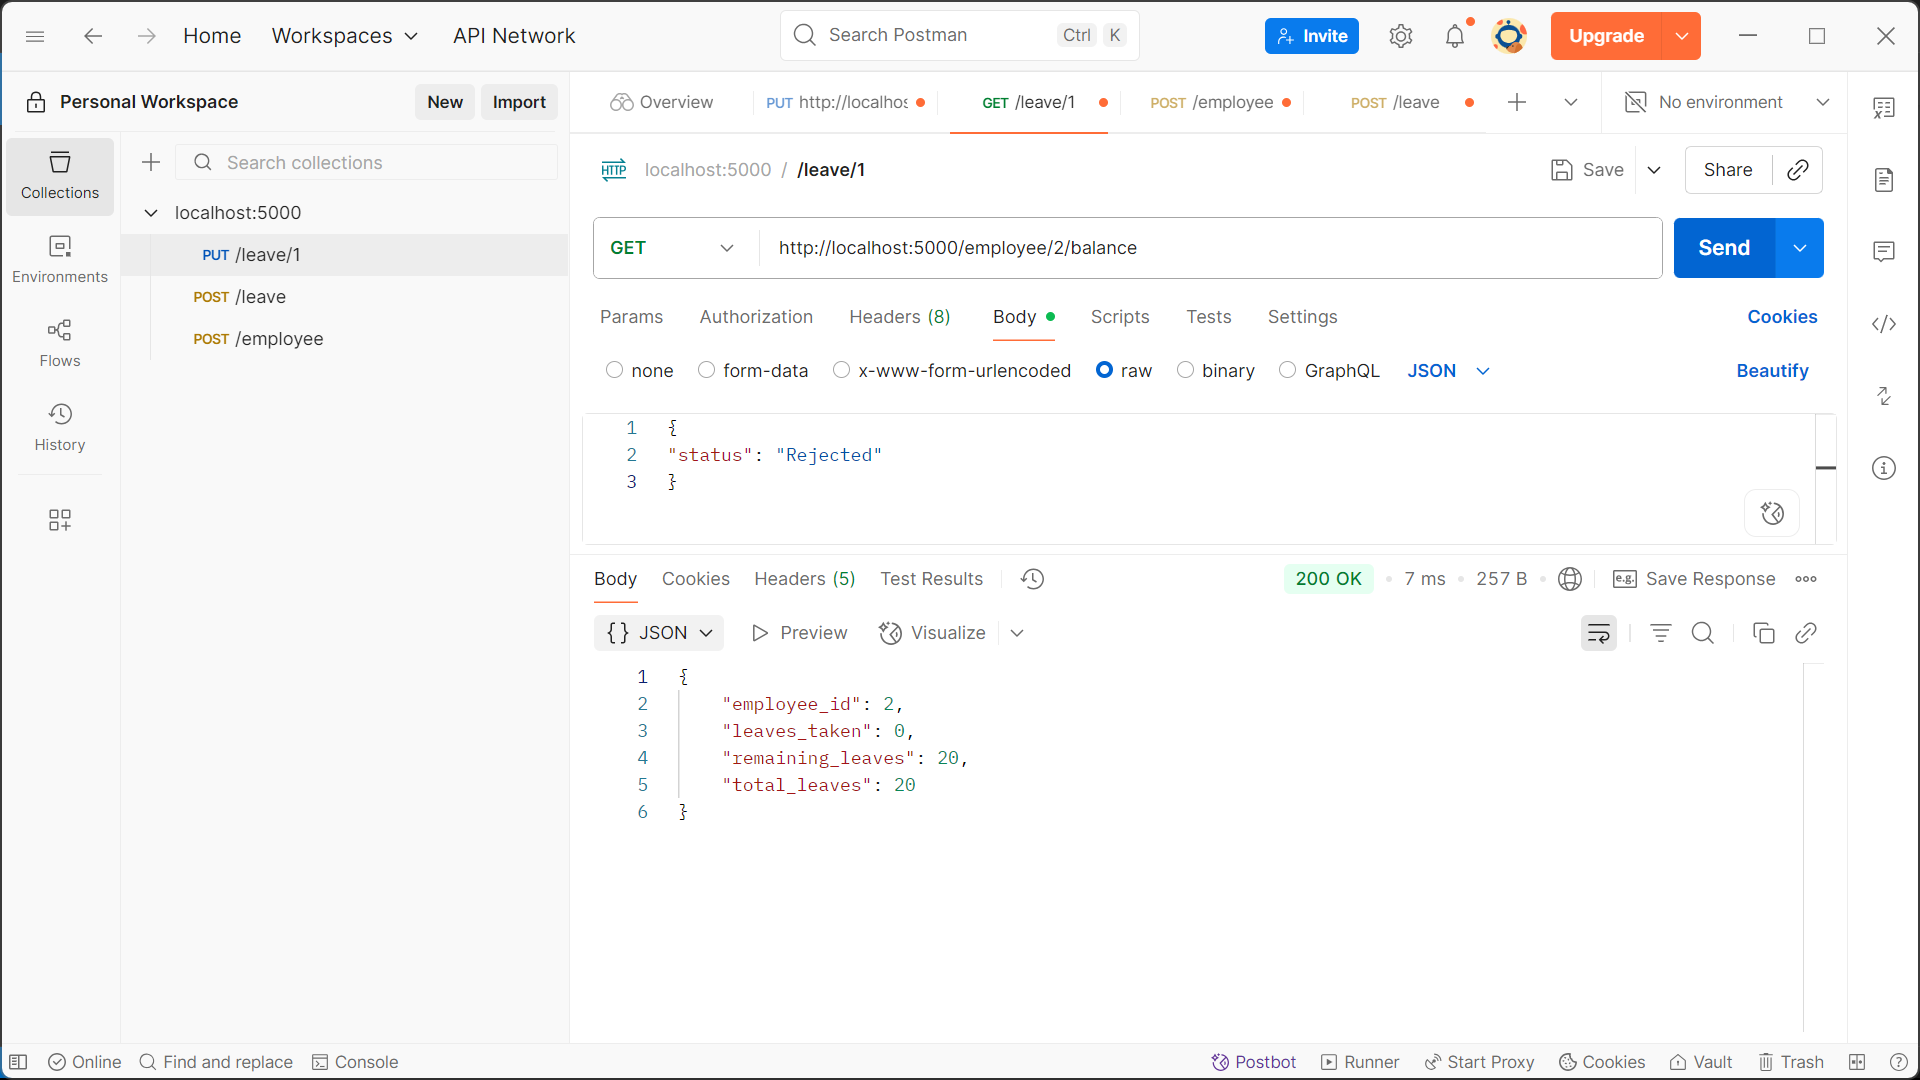 Home
Workspaces
API Network
Search Postman
Ctrl K
Invite
Upgrade
Personal Workspace
New
Import
Overview
PUT http://localhos
GET /leave/1
POST /employee
POST /leave
No environment
Collections
Environments
Flows
History
Search collections
localhost:5000
PUT /leave/1
POST /leave
POST /employee
HTTP
localhost:5000 / /leave/1
Save
Share
GET
http://localhost:5000/employee/2/balance
Send
Params
Authorization
Headers (8)
Body
Scripts
Tests
Settings
Cookies
none
form-data
x-www-form-urlencoded
raw
binary
GraphQL
JSON
Beautify
1 {
2 "status": "Rejected"
3 }
Body
Cookies
Headers (5)
Test Results
200 OK
7 ms
257 B
e.g.
Save Response
{} JSON
Preview
Visualize
1 {
2 "employee_id": 2,
3 "leaves_taken": 0,
4 "remaining_leaves": 20,
5 "total_leaves": 20
6 }
Online
Find and replace
Console
Postbot
Runner
Start Proxy
Cookies
Vault
Trash